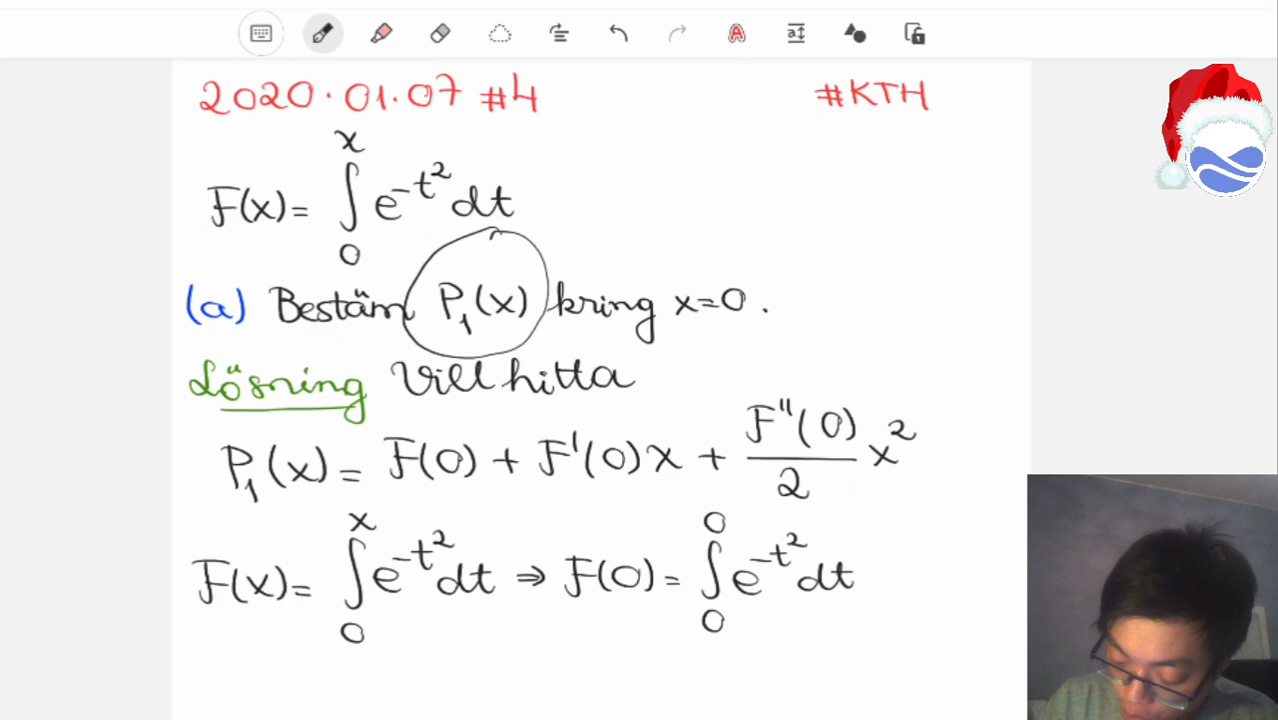 2020.01.07 #4 #KTH
F(x) = ∫₀ˣ e^{-t²} dt
(a) Bestäm P₁(x) kring x=0.
Lösning Vill hitta
P₁(x) = F(0) + F'(0)x + F''(0)/2 x²
F(x) = ∫₀ˣ e^{-t²} dt ⇒ F(0) = ∫₀⁰ e^{-t²} dt